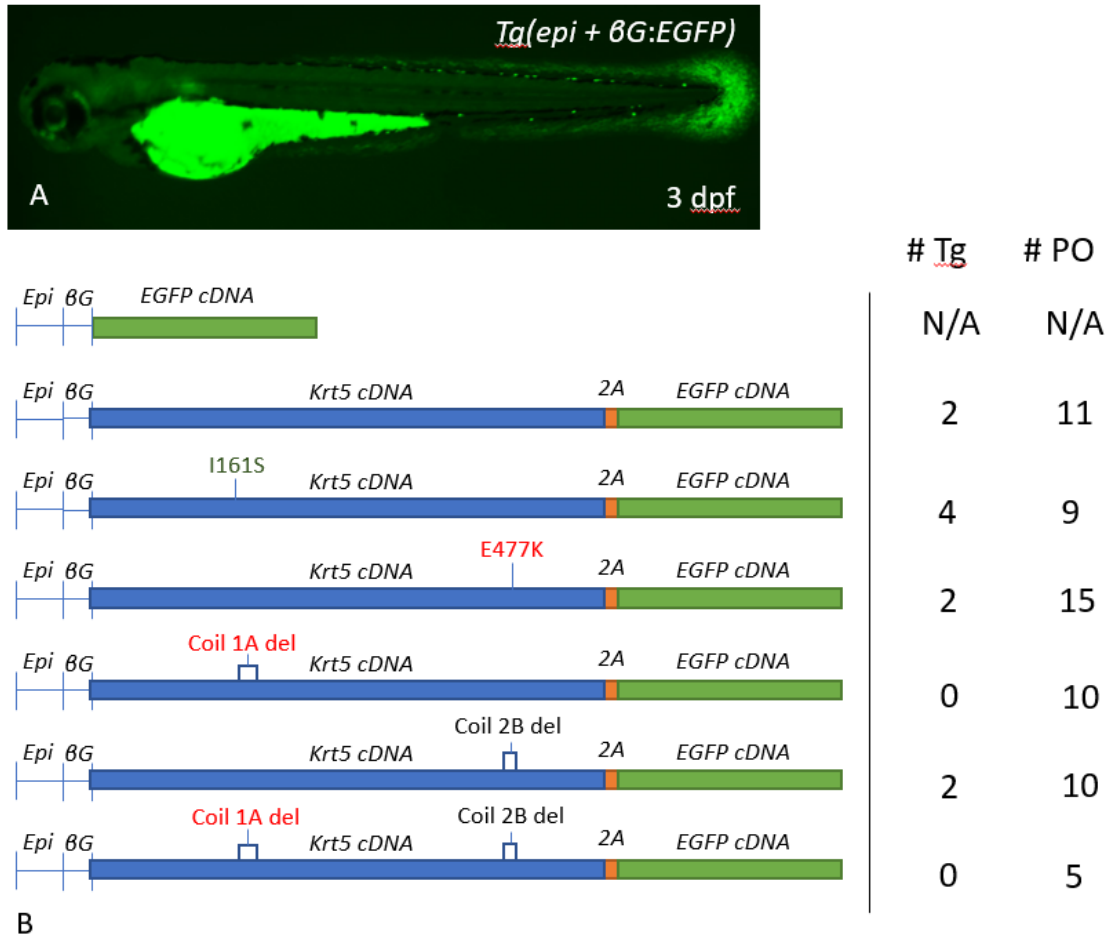 Tg(epi + βG:EGFP)
A
3 dpf
# Tg # PO
Epi βG EGFP cDNA
N/A N/A
Epi βG Krt5 cDNA 2A EGFP cDNA
2 11
I161S
Epi βG Krt5 cDNA 2A EGFP cDNA
4 9
E477K
Epi βG Krt5 cDNA 2A EGFP cDNA
2 15
Coil 1A del
Epi βG Krt5 cDNA 2A EGFP cDNA
0 10
Coil 2B del
Epi βG Krt5 cDNA 2A EGFP cDNA
2 10
Coil 1A del Coil 2B del
Epi βG Krt5 cDNA 2A EGFP cDNA
0 5
B